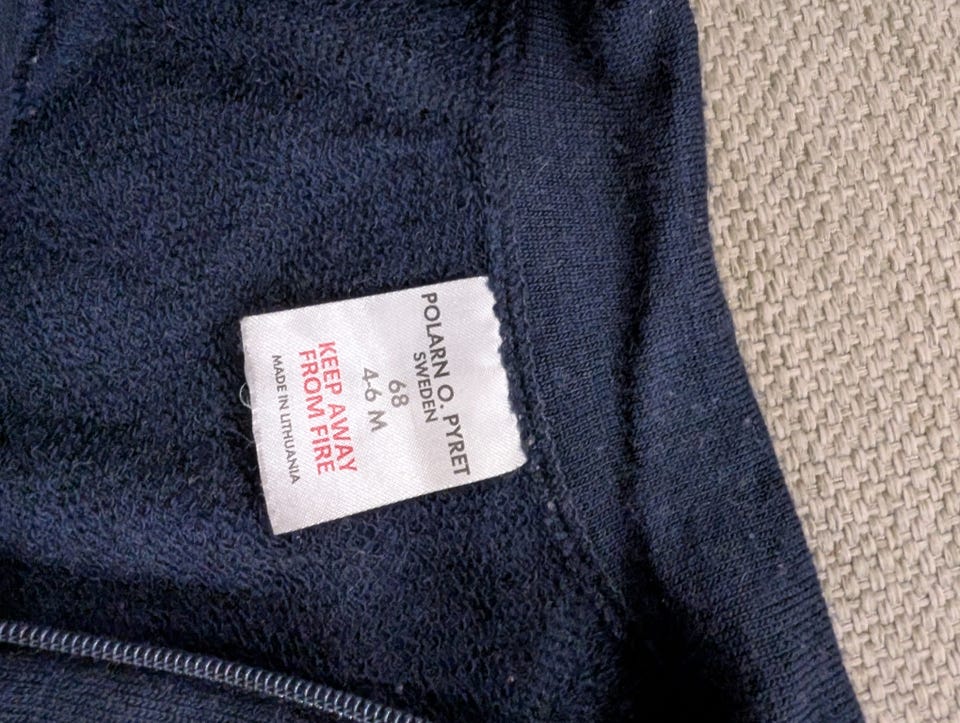 POLARN O. PYRET
SWEDEN
68
4-6 M
KEEP AWAY
FROM FIRE
MADE IN LITHUANIA